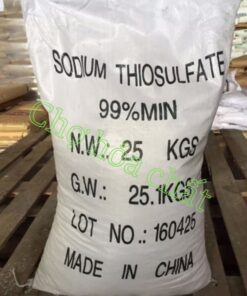 SODIUM THIOSULFATE
99%MIN
N.W.: 25 KGS
G.W.: 25.1KGS
LOT NO.: 160425
MADE IN CHINA